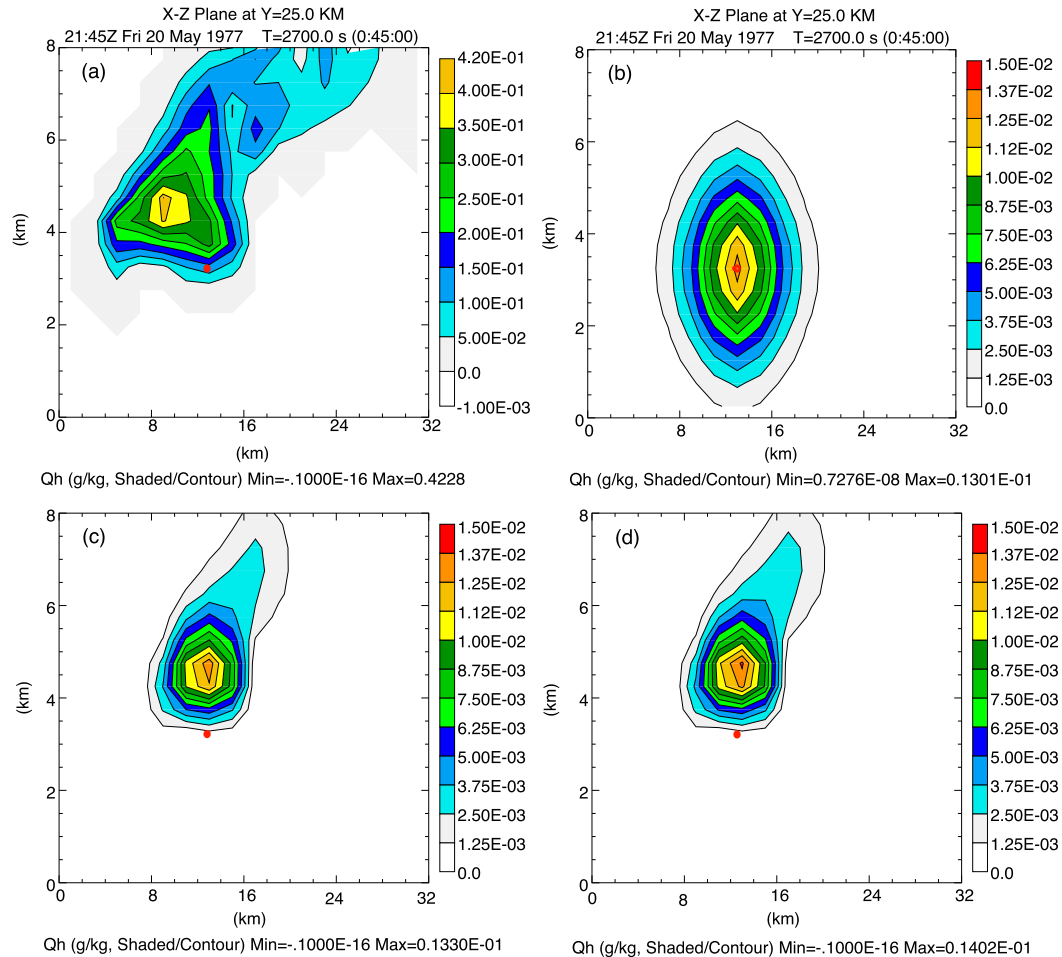 X-Z Plane at Y=25.0 KM
21:45Z Fri 20 May 1977 T=2700.0 s (0:45:00)
(a)
8
6
4
2
0
(km)
0 8 16 24 32
(km)
4.20E-01
4.00E-01
3.50E-01
3.00E-01
2.50E-01
2.00E-01
1.50E-01
1.00E-01
5.00E-02
0.0
-1.00E-03
Qh (g/kg, Shaded/Contour) Min=-.1000E-16 Max=0.4228
X-Z Plane at Y=25.0 KM
21:45Z Fri 20 May 1977 T=2700.0 s (0:45:00)
(b)
8
6
4
2
0
(km)
0 8 16 24 32
(km)
1.50E-02
1.37E-02
1.25E-02
1.12E-02
1.00E-02
8.75E-03
7.50E-03
6.25E-03
5.00E-03
3.75E-03
2.50E-03
1.25E-03
0.0
Qh (g/kg, Shaded/Contour) Min=0.7276E-08 Max=0.1301E-01
(c)
8
6
4
2
0
(km)
0 8 16 24 32
(km)
1.50E-02
1.37E-02
1.25E-02
1.12E-02
1.00E-02
8.75E-03
7.50E-03
6.25E-03
5.00E-03
3.75E-03
2.50E-03
1.25E-03
0.0
Qh (g/kg, Shaded/Contour) Min=-.1000E-16 Max=0.1330E-01
(d)
8
6
4
2
0
(km)
0 8 16 24 32
(km)
1.50E-02
1.37E-02
1.25E-02
1.12E-02
1.00E-02
8.75E-03
7.50E-03
6.25E-03
5.00E-03
3.75E-03
2.50E-03
1.25E-03
0.0
Qh (g/kg, Shaded/Contour) Min=-.1000E-16 Max=0.1402E-01